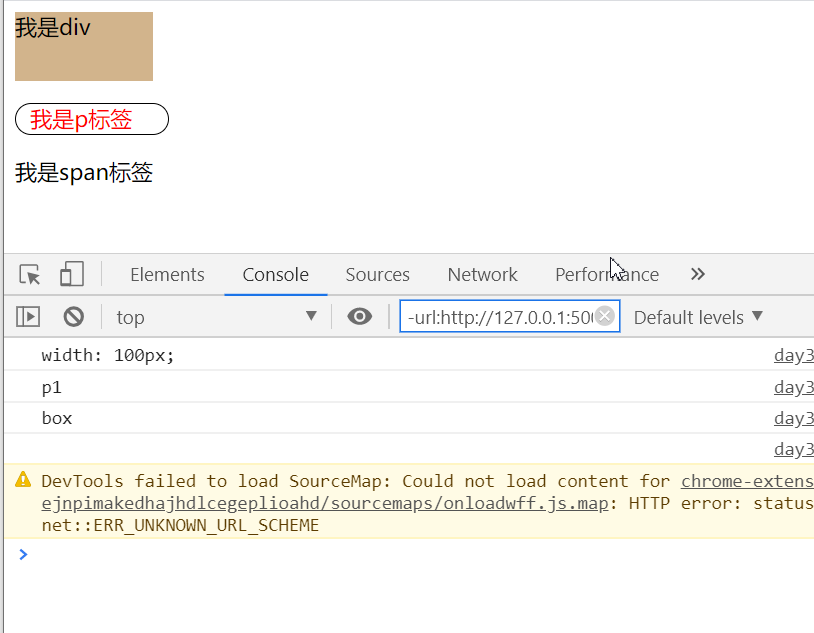 我是div
我是p标签
我是span标签
Elements Console Sources Network Performance »
top -url:http://127.0.0.1:500 Default levels
width: 100px; day3
p1 day3
box day3
day3
DevTools failed to load SourceMap: Could not load content for chrome-extens
ejnpimakedhajhdlcegeplioahd/sourcemaps/onloadwff.js.map: HTTP error: status
net::ERR_UNKNOWN_URL_SCHEME
>